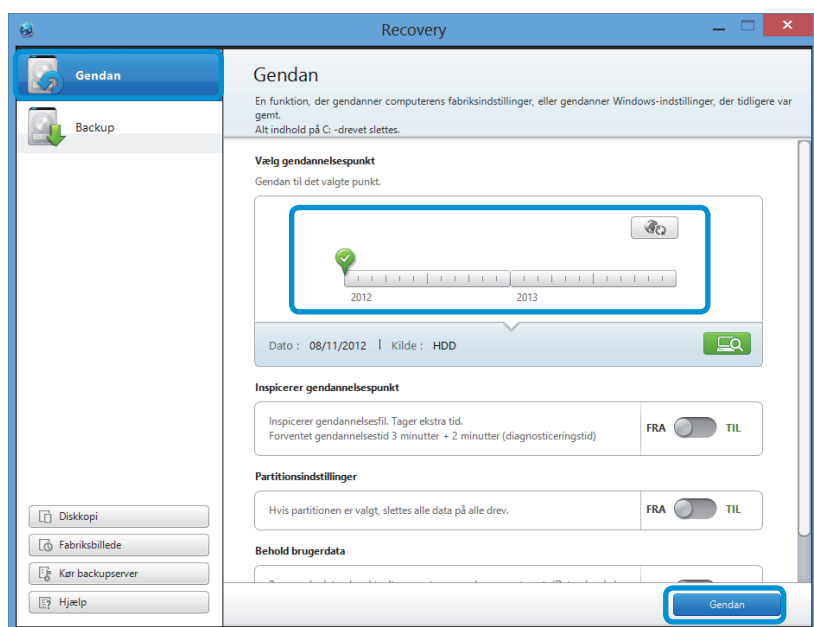 Recovery
Gendan
Backup
Gendan
En funktion, der gendanner computerens fabriksindstillinger, eller gendanner Windows-indstillinger, der tidligere var
gemt.
Alt indhold på C: -drevet slettes.
Vælg gendannelsespunkt
Gendan til det valgte punkt.
2012 2013
Dato : 08/11/2012 | Kilde : HDD
Inspicerer gendannelsespunkt
Inspicerer gendannelsesfil. Tager ekstra tid.
Forventet gendannelsestid 3 minutter + 2 minutter (diagnosticeringstid)
FRA TIL
Partitionsindstillinger
Hvis partitionen er valgt, slettes alle data på alle drev.
FRA TIL
Behold brugerdata
Diskkopi
Fabriksbillede
Kør backupserver
Hjælp
Gendan